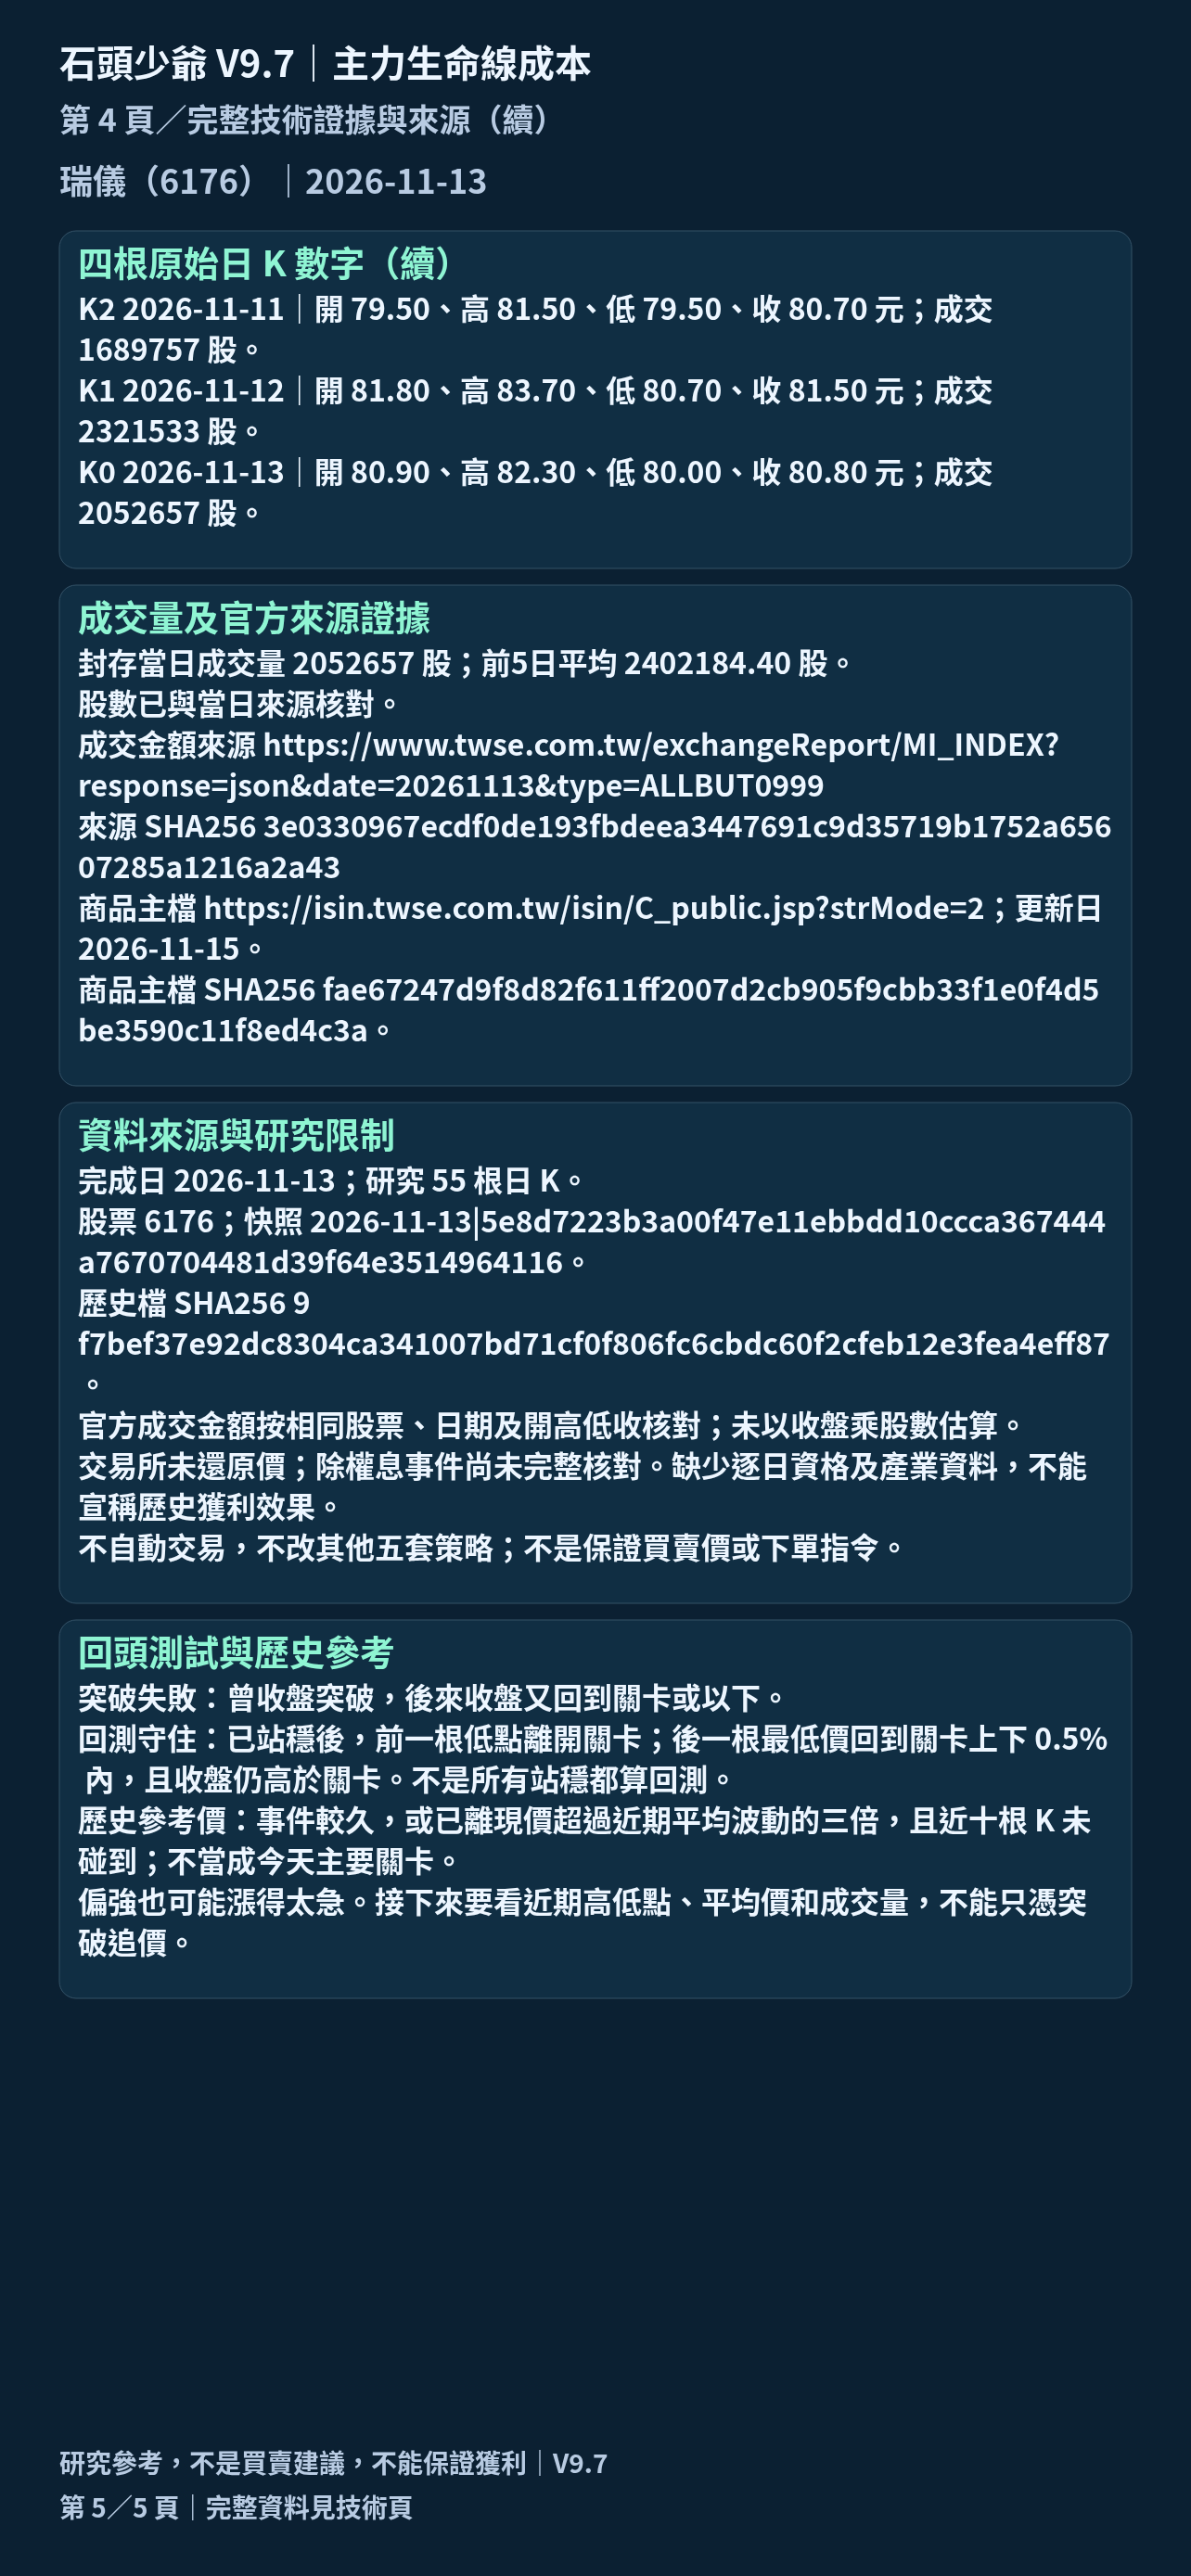 石頭少爺 V9.7｜主力生命線成本
第 4 頁／完整技術證據與來源（續）
瑞儀（6176）｜2026-11-13
四根原始日 K 數字（續）
K2 2026-11-11｜開 79.50、高 81.50、低 79.50、收 80.70 元；成交
1689757 股。
K1 2026-11-12｜開 81.80、高 83.70、低 80.70、收 81.50 元；成交
2321533 股。
K0 2026-11-13｜開 80.90、高 82.30、低 80.00、收 80.80 元；成交
2052657 股。
成交量及官方來源證據
封存當日成交量 2052657 股；前5日平均 2402184.40 股。
股數已與當日來源核對。
成交金額來源 https://www.twse.com.tw/exchangeReport/MI_INDEX?
response=json&date=20261113&type=ALLBUT0999
來源 SHA256 3e0330967ecdf0de193fbdeea3447691c9d35719b1752a656
07285a1216a2a43
商品主檔 https://isin.twse.com.tw/isin/C_public.jsp?strMode=2；更新日
2026-11-15。
商品主檔 SHA256 fae67247d9f8d82f611ff2007d2cb905f9cbb33f1e0f4d5
be3590c11f8ed4c3a。
資料來源與研究限制
完成日 2026-11-13；研究 55 根日 K。
股票 6176；快照 2026-11-13|5e8d7223b3a00f47e11ebbdd10ccca367444
a7670704481d39f64e3514964116。
歷史檔 SHA256 9
f7bef37e92dc8304ca341007bd71cf0f806fc6cbdc60f2cfeb12e3fea4eff87
。
官方成交金額按相同股票、日期及開高低收核對；未以收盤乘股數估算。
交易所未還原價；除權息事件尚未完整核對。缺少逐日資格及產業資料，不能
宣稱歷史獲利效果。
不自動交易，不改其他五套策略；不是保證買賣價或下單指令。
回頭測試與歷史參考
突破失敗：曾收盤突破，後來收盤又回到關卡或以下。
回測守住：已站穩後，前一根低點離開關卡；後一根最低價回到關卡上下 0.5%
內，且收盤仍高於關卡。不是所有站穩都算回測。
歷史參考價：事件較久，或已離現價超過近期平均波動的三倍，且近十根 K 未
碰到；不當成今天主要關卡。
偏強也可能漲得太急。接下來要看近期高低點、平均價和成交量，不能只憑突
破追價。
研究參考，不是買賣建議，不能保證獲利｜V9.7
第 5／5 頁｜完整資料見技術頁